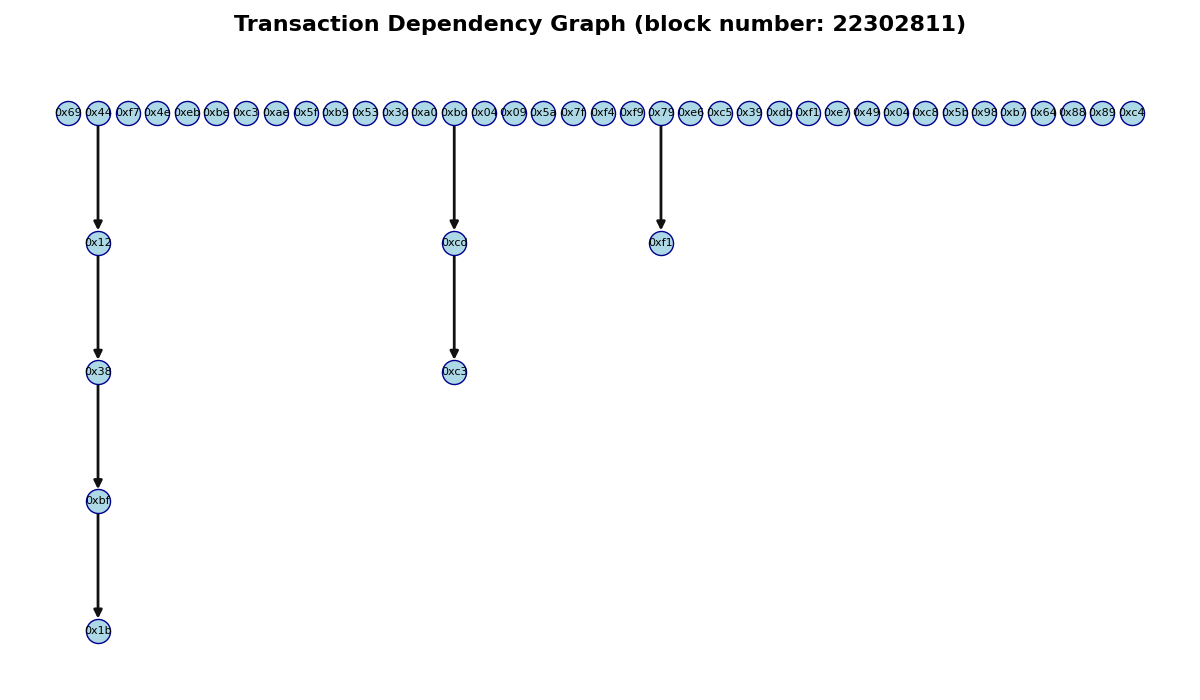 Transaction Dependency Graph (block number: 22302811)
0x69 0x44 0xf7 0x4e 0xeb 0xbe 0xc3 0xae 0x5f 0xb9 0x53 0x3d 0xa0 0xbd 0x04 0x09 0x5a 0x7f 0xf4 0xf9 0x79 0xe6 0xc5 0x39 0xdb 0xf1 0xe7 0x49 0x04 0xc8 0x5b 0x98 0xb7 0x64 0x88 0x89 0xc4
0x12 0xcd 0xf1
0x38 0xc3
0xbf
0x1b